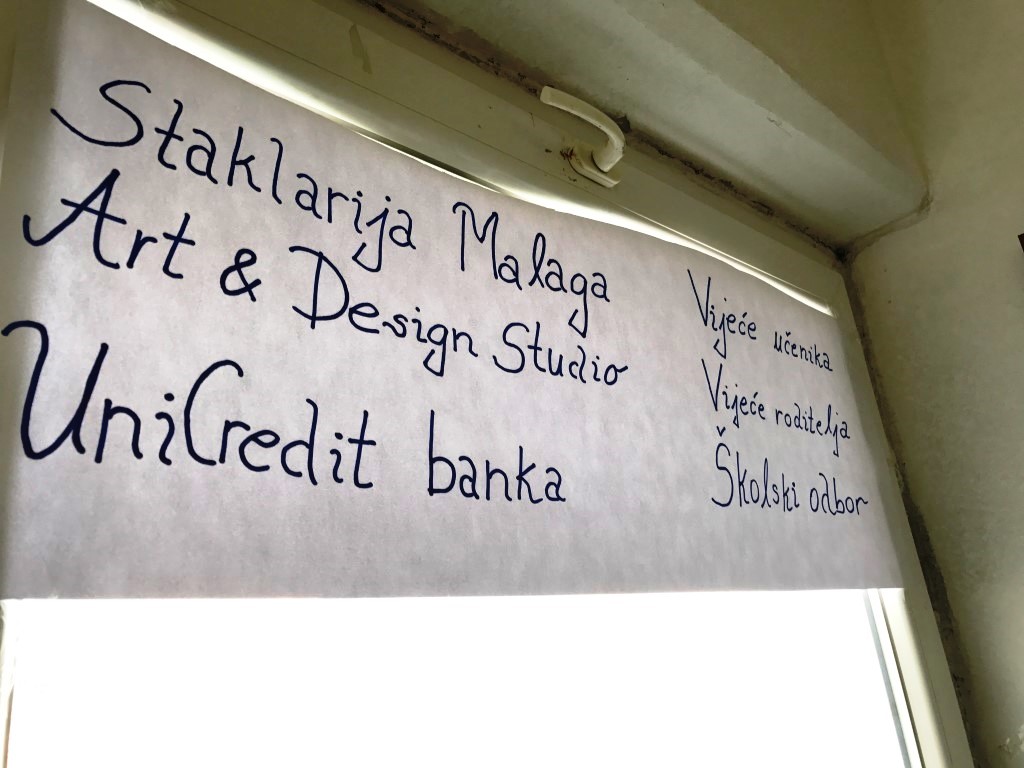 Staklarija Malaga
Art & Design Studio
UniCredit banka
Vijeće učenika
Vijeće roditelja
Školski odbor